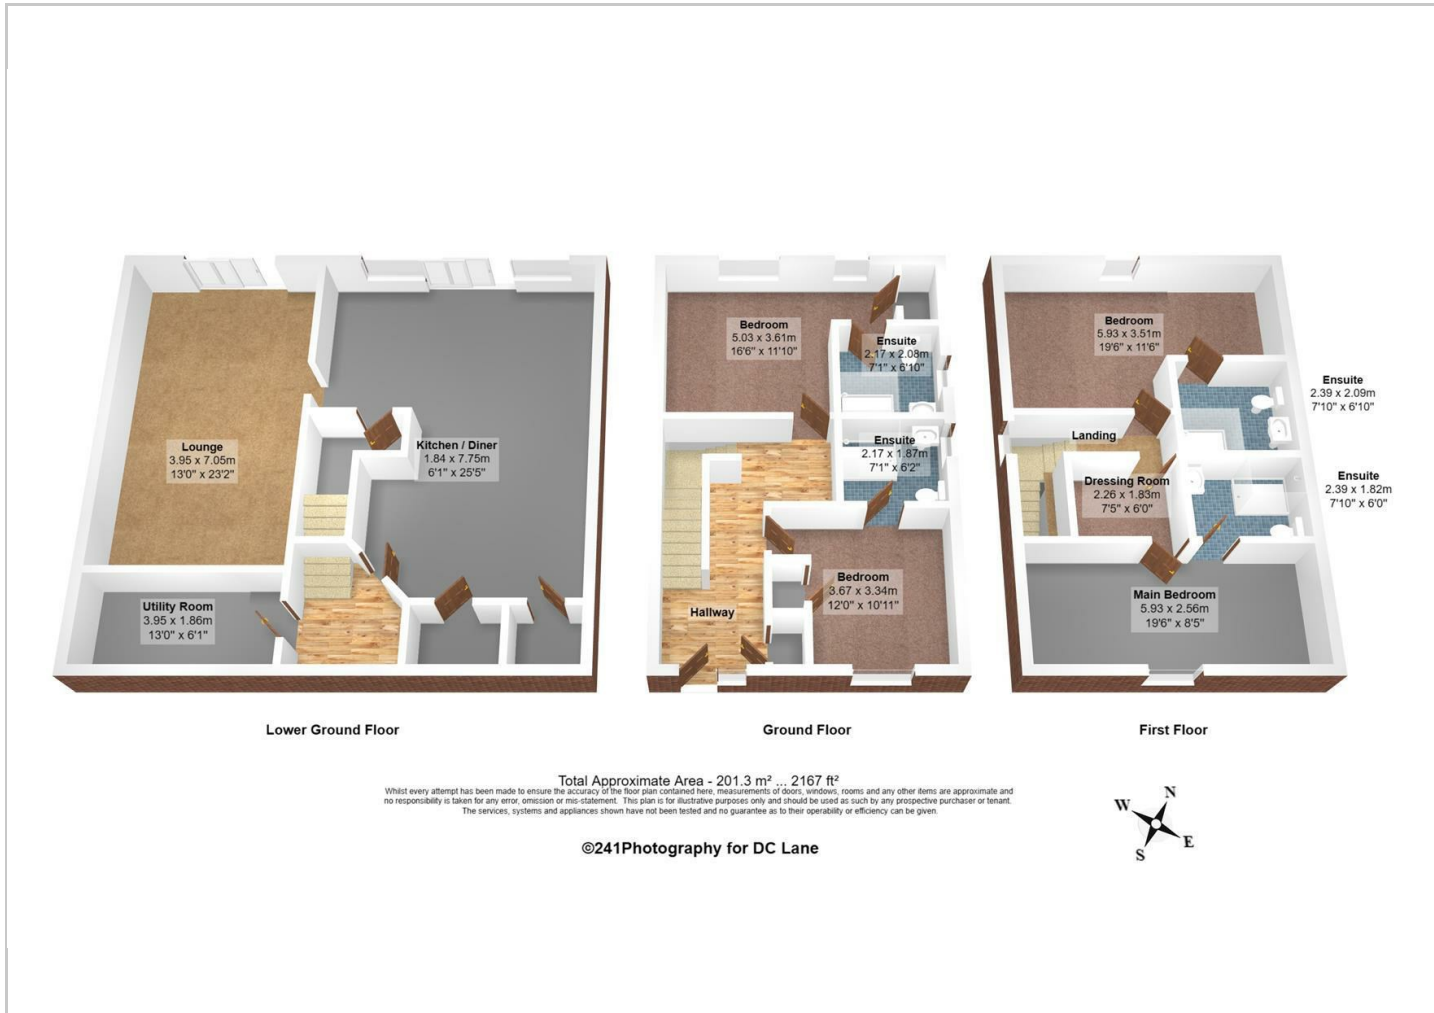 Bedroom
5.03 x 3.61m
16'6" x 11'10"
Ensuite
2.17 x 2.08m
7'1" x 6'10"
Bedroom
5.93 x 3.51m
19'6" x 11'6"
Ensuite
2.39 x 2.09m
7'10" x 6'10"
Lounge
3.95 x 7.05m
13'0" x 23'2"
Kitchen / Diner
1.84 x 7.75m
6'1" x 25'5"
Ensuite
2.17 x 1.87m
7'1" x 6'2"
Landing
Dressing Room
2.26 x 1.83m
7'5" x 6'0"
Ensuite
2.39 x 1.82m
7'10" x 6'0"
Utility Room
3.95 x 1.86m
13'0" x 6'1"
Hallway
Bedroom
3.67 x 3.34m
12'0" x 10'11"
Main Bedroom
5.93 x 2.56m
19'6" x 8'5"
Lower Ground Floor
Ground Floor
First Floor
Total Approximate Area - 201.3 m² ... 2167 ft²
Whilst every attempt has been made to ensure the accuracy of the floor plan contained here, measurements of doors, windows, rooms and any other items are approximate and
no responsibility is taken for any error, omission or mis-statement. This plan is for illustrative purposes only and should be used as such by any prospective purchaser or tenant.
The services, systems and appliances shown have not been tested and no guarantee as to their operability or efficiency can be given.
©241Photography for DC Lane
N
W
E
S